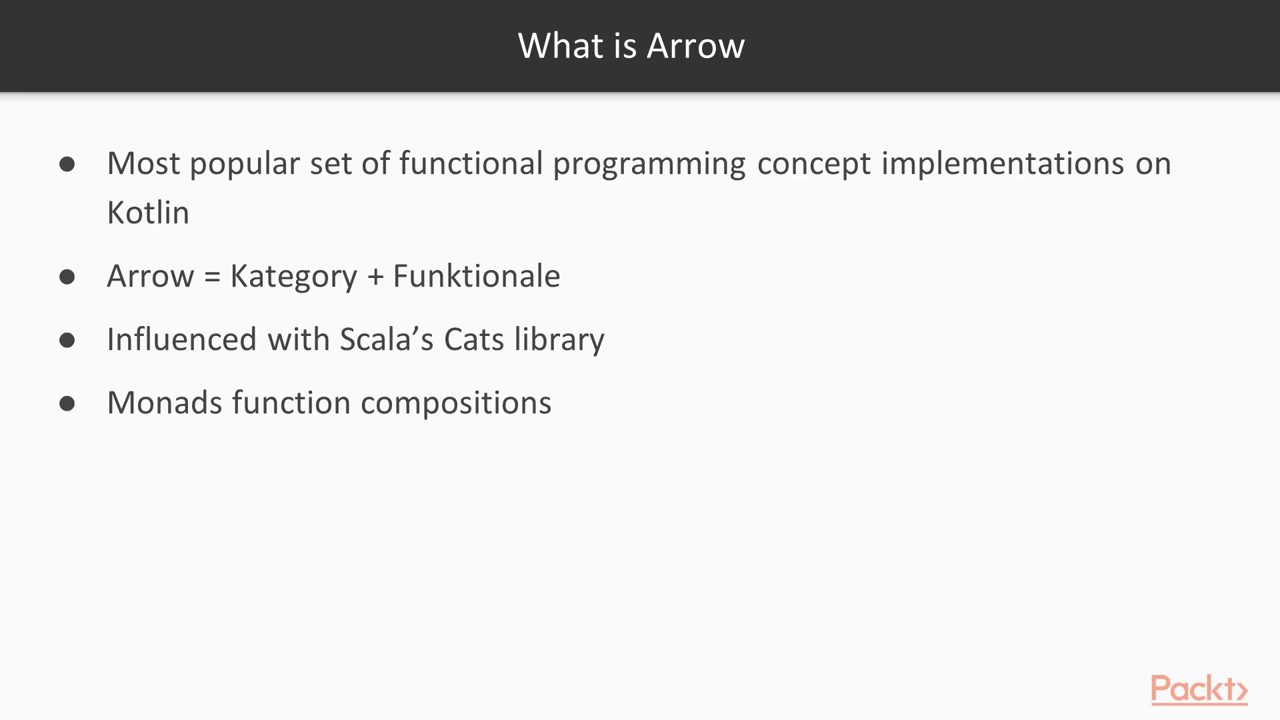 What is Arrow
● Most popular set of functional programming concept implementations on
Kotlin
● Arrow = Kategory + Funktionale
● Influenced with Scala’s Cats library
● Monads function compositions
Packt>